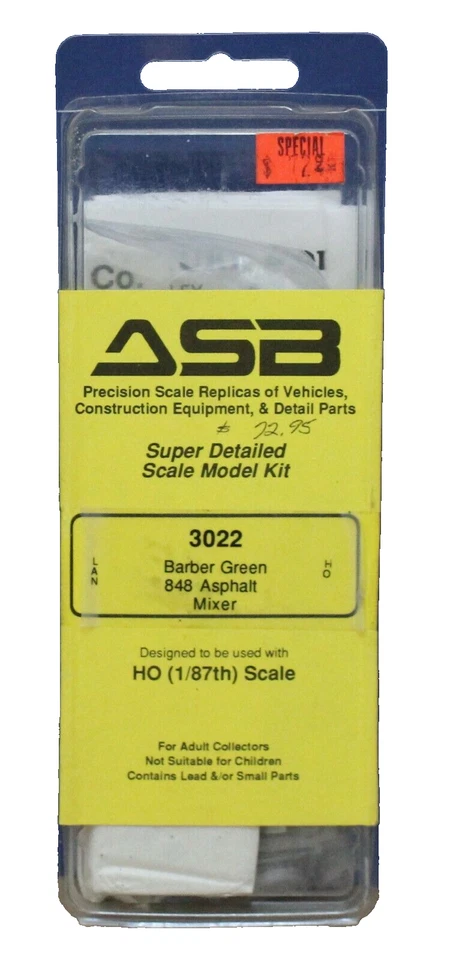 SPECIAL
$
Co.
ASB
Precision Scale Replicas of Vehicles,
Construction Equipment, & Detail Parts
$ 72.95
Super Detailed
Scale Model Kit
3022
LAN
HO
Barber Green
848 Asphalt
Mixer
Designed to be used with
HO (1/87th) Scale
For Adult Collectors
Not Suitable for Children
Contains Lead &/or Small Parts